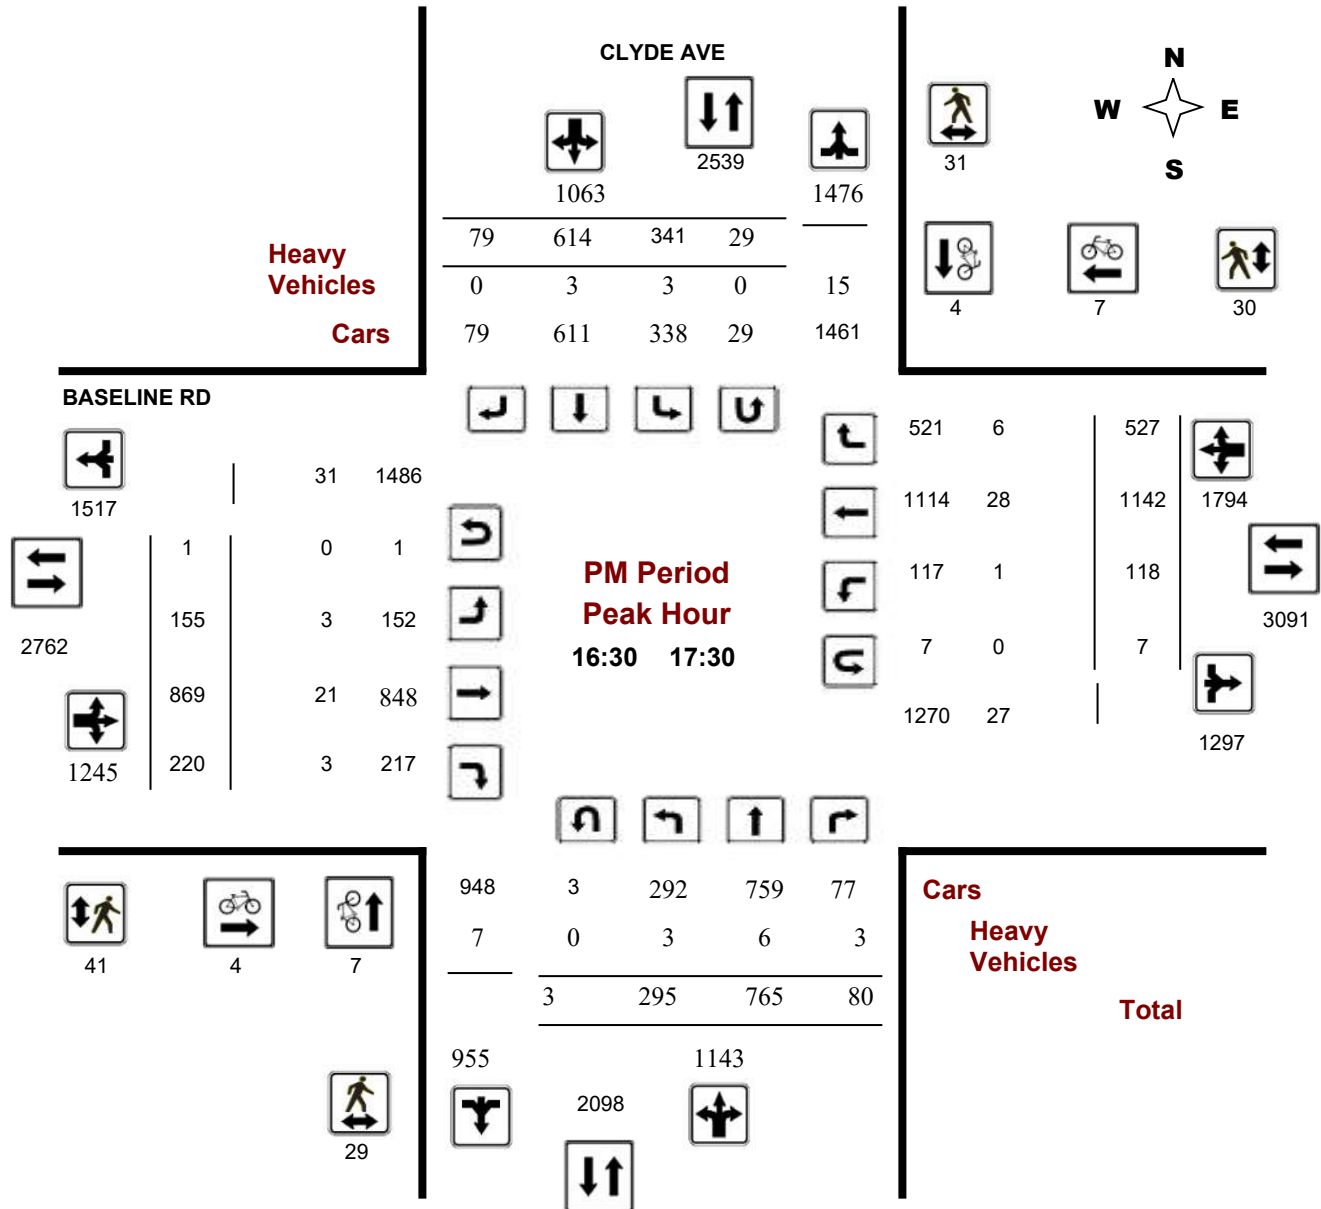 CLYDE AVE
N
W E
S
2539
31
1063 1476
79 614 341 29
Heavy
Vehicles
0 3 3 0 15
4 7 30
Cars
79 611 338 29 1461
BASELINE RD
521 6 527
31 1486
1517
1114 28 1142 1794
1 0 1
PM Period
117 1 118
155 3 152
Peak Hour
3091
2762
16:30 17:30
7 0 7
869 21 848
1270 27
1297
1245 220 3 217
948 3 292 759 77
Cars
7 0 3 6 3
Heavy
Vehicles
41 4 7
3 295 765 80
Total
955 1143
2098
29